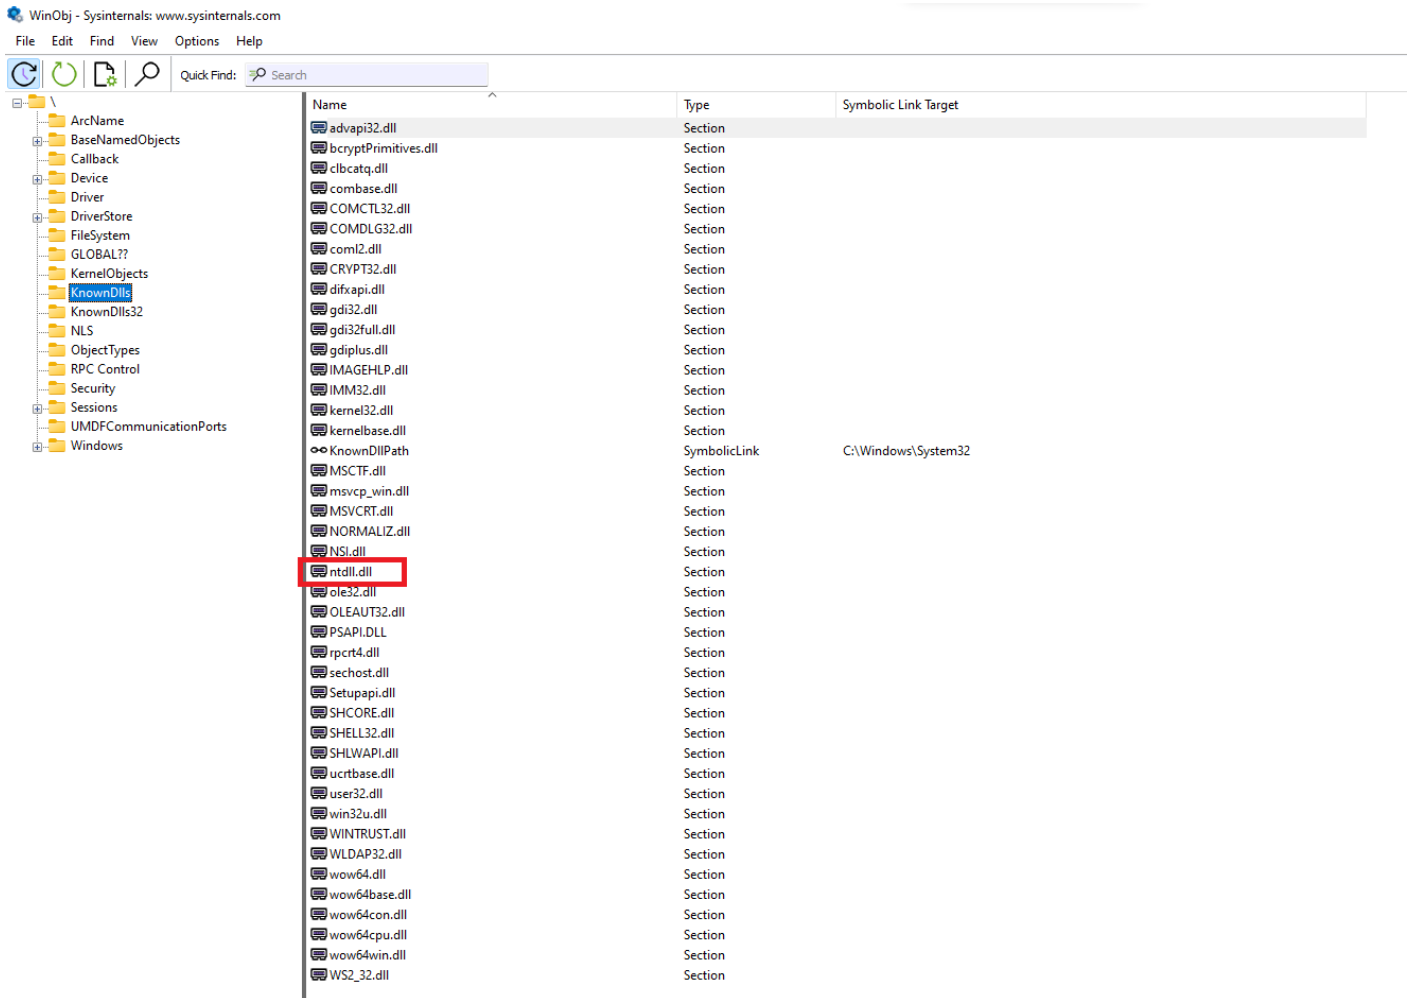 WinObj - Sysinternals: www.sysinternals.com
File Edit Find View Options Help
Quick Find: Search
\
ArcName
BaseNamedObjects
Callback
Device
Driver
DriverStore
FileSystem
GLOBAL??
KernelObjects
KnownDlls
KnownDlls32
NLS
ObjectTypes
RPC Control
Security
Sessions
UMDFCommunicationPorts
Windows
Name Type Symbolic Link Target
advapi32.dll Section
bcryptPrimitives.dll Section
clbcatq.dll Section
combase.dll Section
COMCTL32.dll Section
COMDLG32.dll Section
coml2.dll Section
CRYPT32.dll Section
difxapi.dll Section
gdi32.dll Section
gdi32full.dll Section
gdiplus.dll Section
IMAGEHLP.dll Section
IMM32.dll Section
kernel32.dll Section
kernelbase.dll Section
KnownDllPath SymbolicLink C:\Windows\System32
MSCTF.dll Section
msvcp_win.dll Section
MSVCRT.dll Section
NORMALIZ.dll Section
NSI.dll Section
ntdll.dll Section
ole32.dll Section
OLEAUT32.dll Section
PSAPI.DLL Section
rpcrt4.dll Section
sechost.dll Section
Setupapi.dll Section
SHCORE.dll Section
SHELL32.dll Section
SHLWAPI.dll Section
ucrtbase.dll Section
user32.dll Section
win32u.dll Section
WINTRUST.dll Section
WLDAP32.dll Section
wow64.dll Section
wow64base.dll Section
wow64con.dll Section
wow64cpu.dll Section
wow64win.dll Section
WS2_32.dll Section